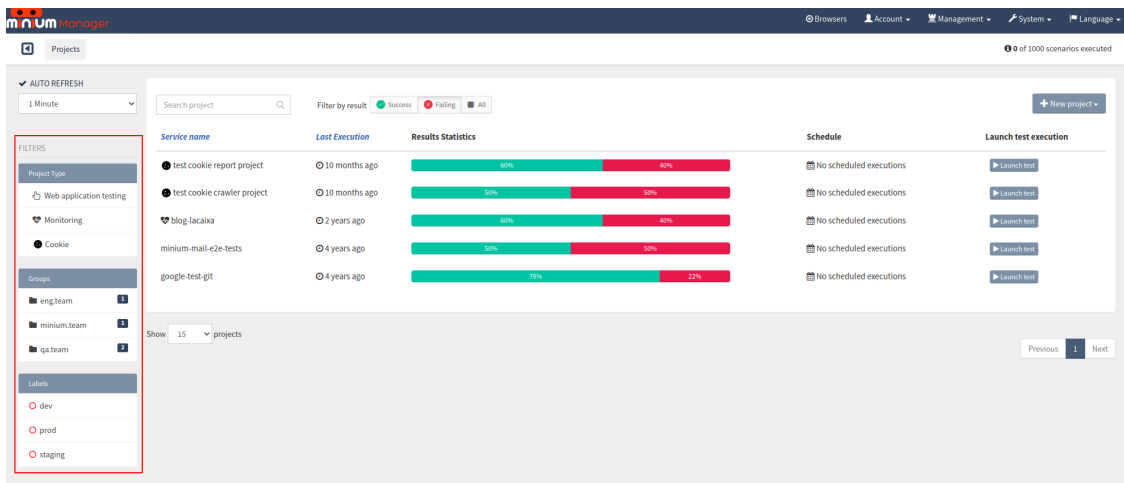 minium Manager
Browsers Account Management System Language
Projects
0 of 1000 scenarios executed
AUTO REFRESH
1 Minute
FILTERS
Project Type
Web application testing
Monitoring
Cookie
Groups
eng.team 1
minium.team 1
qa.team 2
Labels
dev
prod
staging
Search project
Filter by result Success Failing All
New project
Service name Last Execution Results Statistics Schedule Launch test execution
test cookie report project 10 months ago 60% 40% No scheduled executions Launch test
test cookie crawler project 10 months ago 50% 50% No scheduled executions Launch test
blog-lacaixa 2 years ago 60% 40% No scheduled executions Launch test
minium-mail-e2e-tests 4 years ago 50% 50% No scheduled executions Launch test
google-test-git 4 years ago 78% 22% No scheduled executions Launch test
Show 15 projects
Previous 1 Next